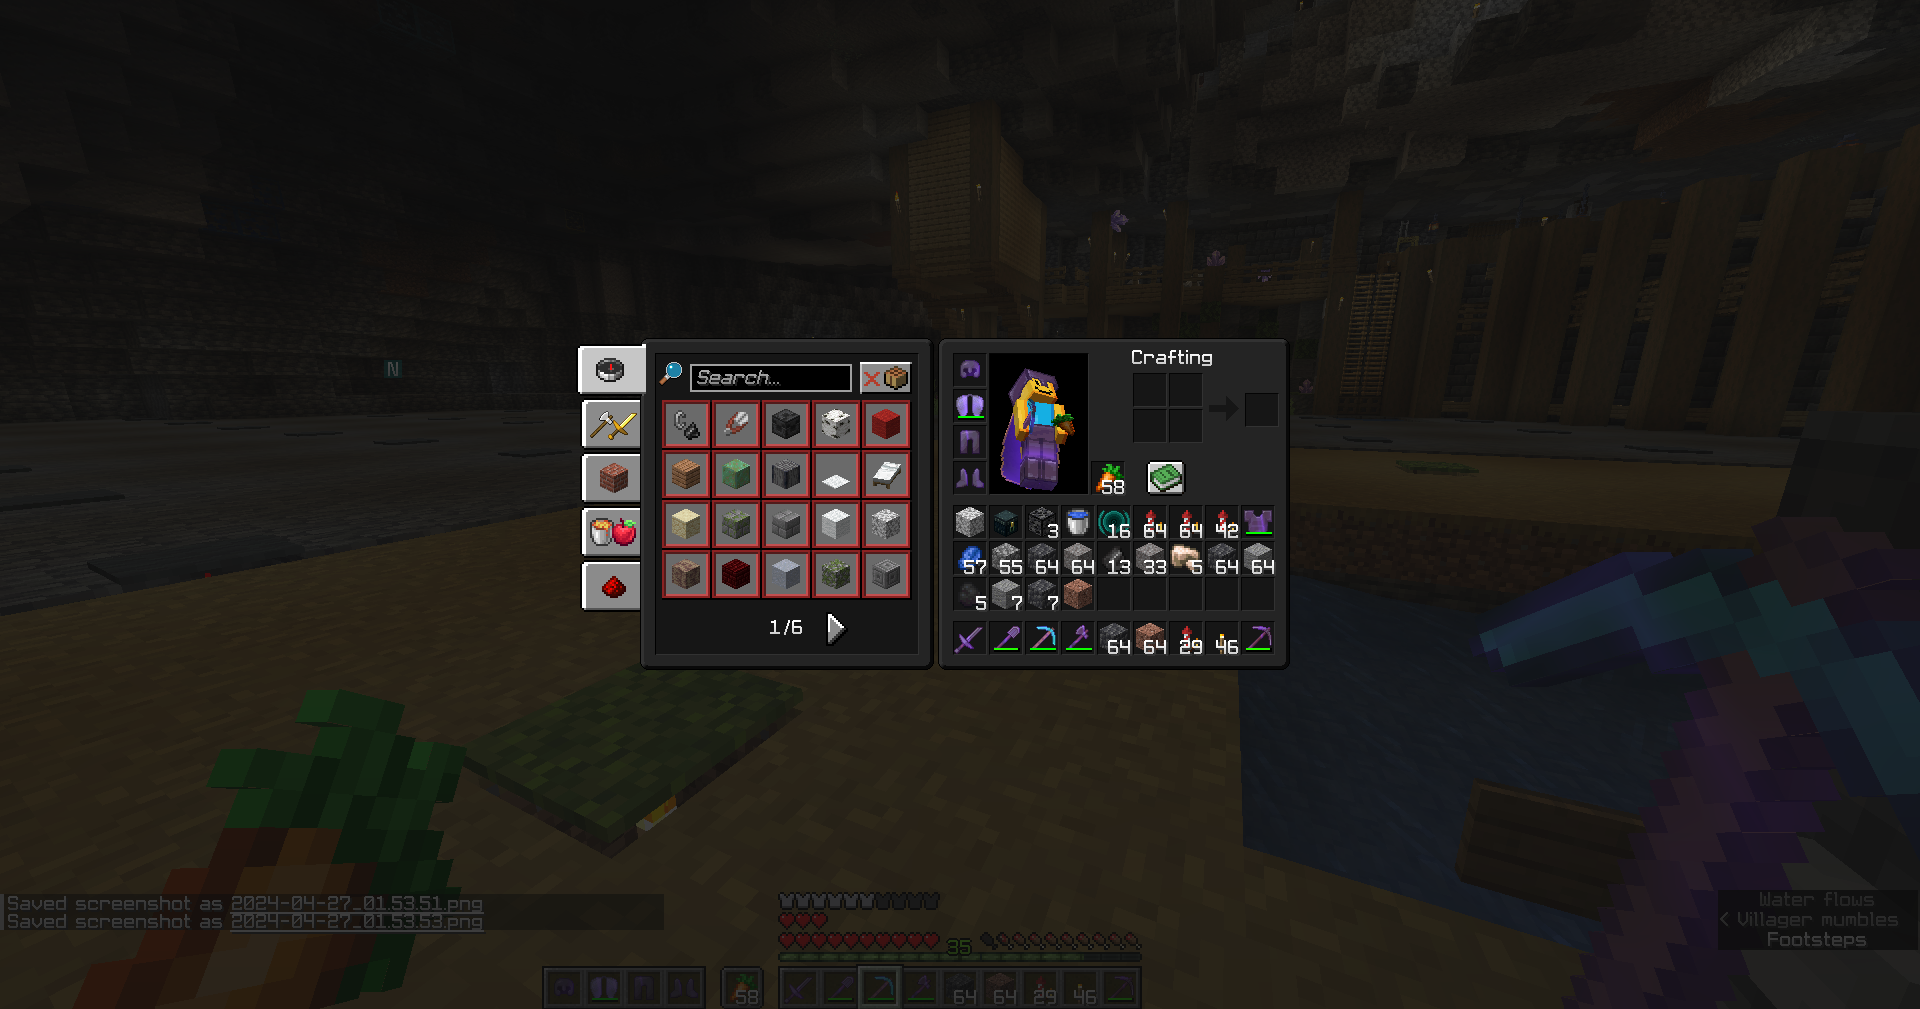 N
Search...
Crafting
58
3 16 64 64 42
57 55 64 64 13 33 6 64 64
5 7 7
1/6
64 64 29 46
Saved screenshot as 2024-04-27_01.53.51.png
Saved screenshot as 2024-04-27_01.53.53.png
Water flows
< Villager mumbles
Footsteps
35
58 64 64 29 46